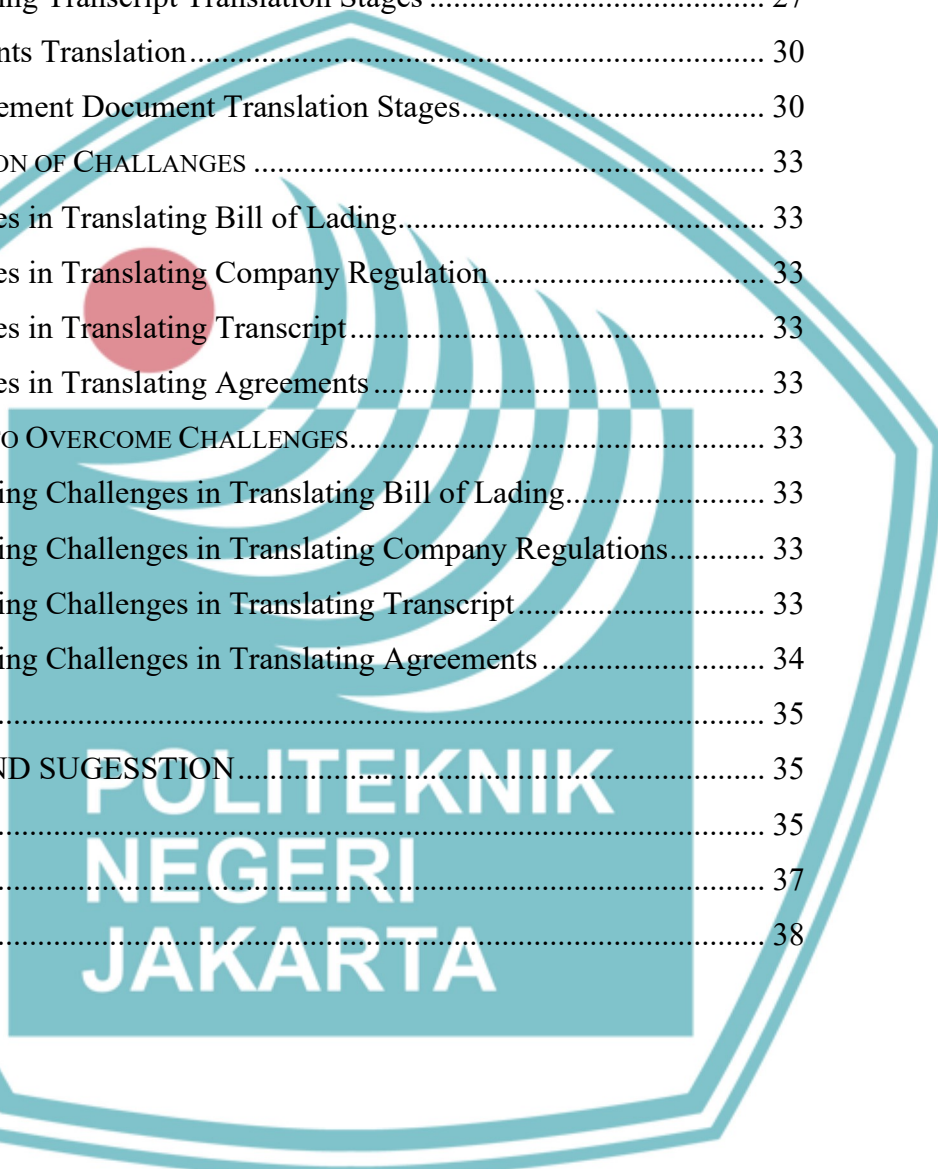 ing Transcript Translation Stages ........................................ 27
nts Translation........................................................................ 30
ement Document Translation Stages...................................... 30
ON OF CHALLANGES ................................................................ 33
es in Translating Bill of Lading.............................................. 33
es in Translating Company Regulation .................................. 33
es in Translating Transcript .................................................... 33
es in Translating Agreements ................................................. 33
TO OVERCOME CHALLENGES.................................................... 33
ing Challenges in Translating Bill of Lading......................... 33
ing Challenges in Translating Company Regulations............ 33
ing Challenges in Translating Transcript ............................... 33
ing Challenges in Translating Agreements ............................ 34
............................................................................................... 35
ND SUGESSTION.................................................................. 35
............................................................................................... 35
............................................................................................... 37
............................................................................................... 38
POLITEKNIK
NEGERI
JAKARTA